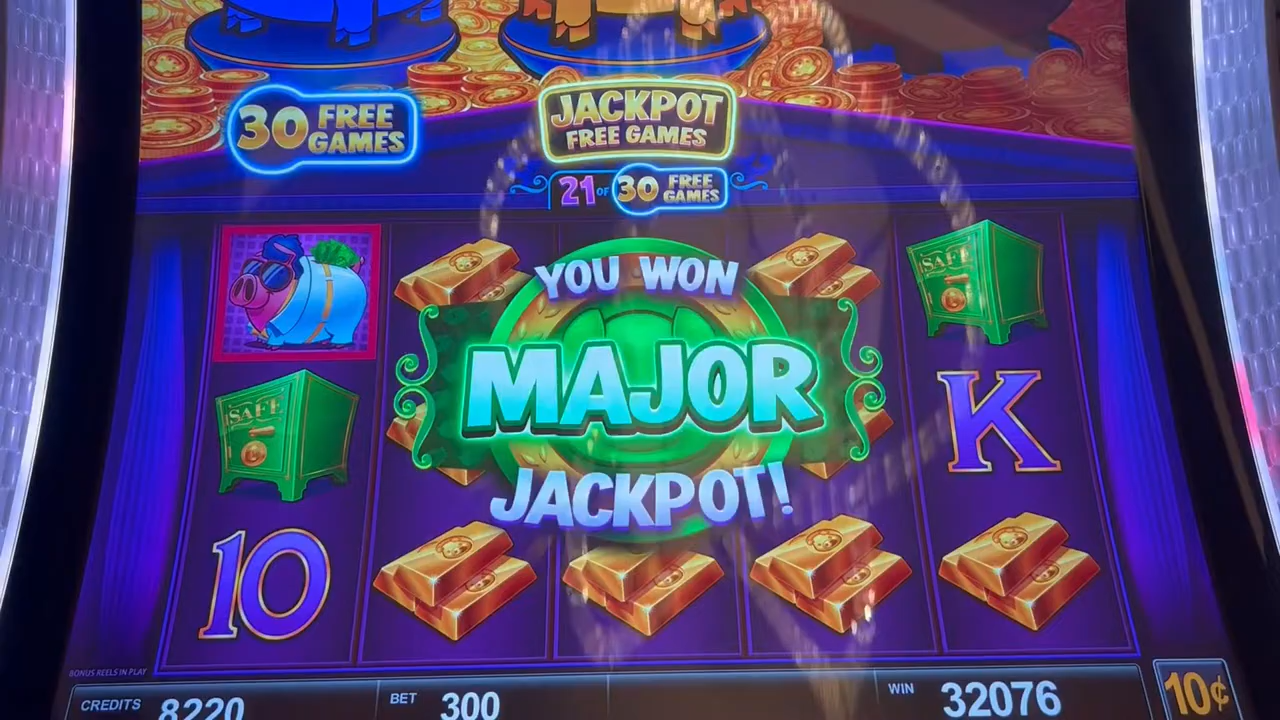 30 FREE GAMES
JACKPOT
FREE GAMES
21 OF 30 FREE GAMES
YOU WON
MAJOR
JACKPOT!
SAFE
SAFE
K
10
BONUS REELS IN PLAY
CREDITS 8220 BET 300 WIN 32076 10¢